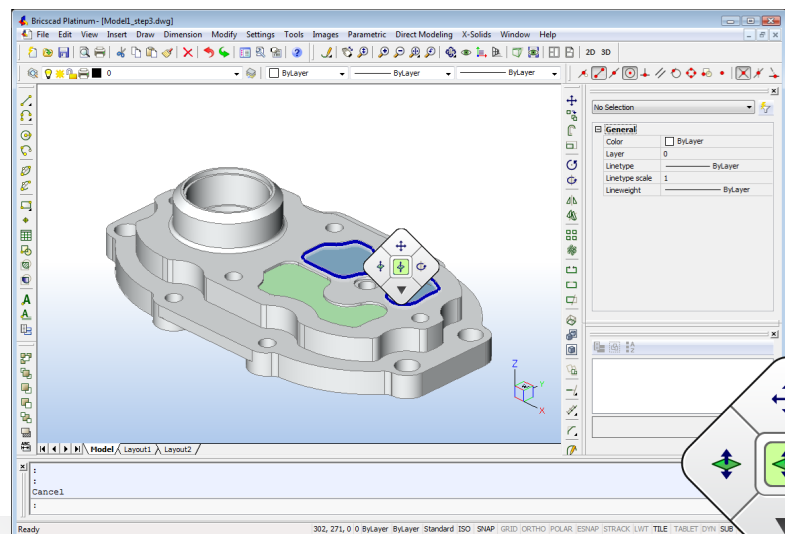 Bricscad Platinum- [Model1_step3.dwg]
File Edit View Insert Draw Dimension Modify Settings Tools Images Parametric Direct Modeling X-Solids Window Help
2D 3D
0 ByLayer ByLayer ByLayer
No Selection
General
Color ByLayer
Layer 0
Linetype ByLayer
Linetype scale 1
Lineweight ByLayer
A
A
ABC
Z
Y
X
Model Layout1 Layout2
:
:
Cancel
:
Ready 302, 271, 0 0 ByLayer ByLayer Standard ISO SNAP GRID ORTHO POLAR ESNAP STRACK LWT TILE TABLET DYN SUB